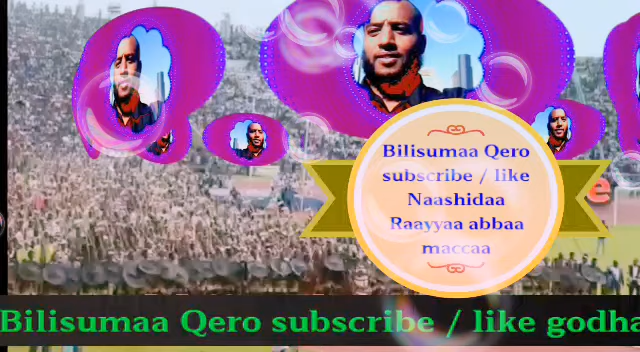 Bilisumaa Qero
subscribe / like
Naashidaa
Raayyaa abbaa
maccaa
e
Bilisumaa Qero subscribe / like godha